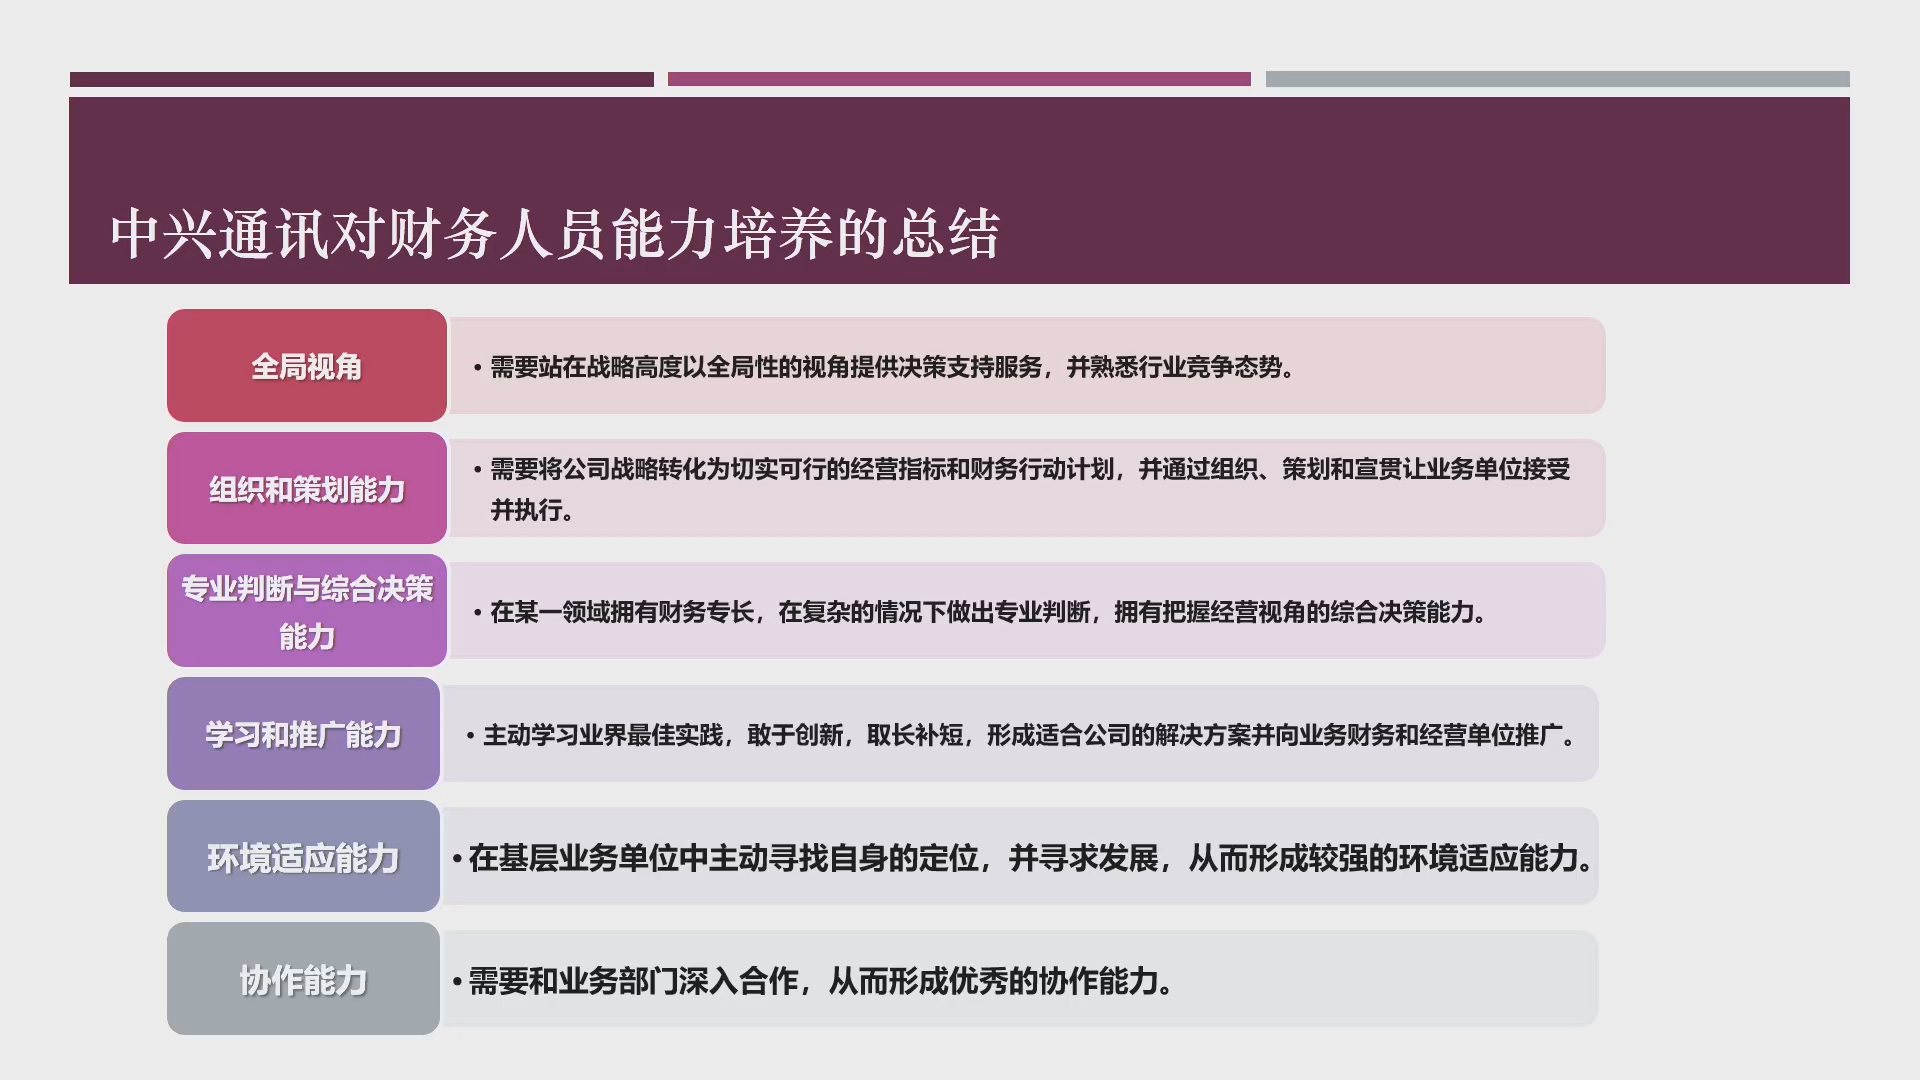 中兴通讯对财务人员能力培养的总结
全局视角
• 需要站在战略高度以全局性的视角提供决策支持服务，并熟悉行业竞争态势。
组织和策划能力
• 需要将公司战略转化为切实可行的经营指标和财务行动计划，并通过组织、策划和宣贯让业务单位接受
并执行。
专业判断与综合决策
能力
• 在某一领域拥有财务专长，在复杂的情况下做出专业判断，拥有把握经营视角的综合决策能力。
学习和推广能力
• 主动学习业界最佳实践，敢于创新，取长补短，形成适合公司的解决方案并向业务财务和经营单位推广。
环境适应能力
• 在基层业务单位中主动寻找自身的定位，并寻求发展，从而形成较强的环境适应能力。
协作能力
• 需要和业务部门深入合作，从而形成优秀的协作能力。